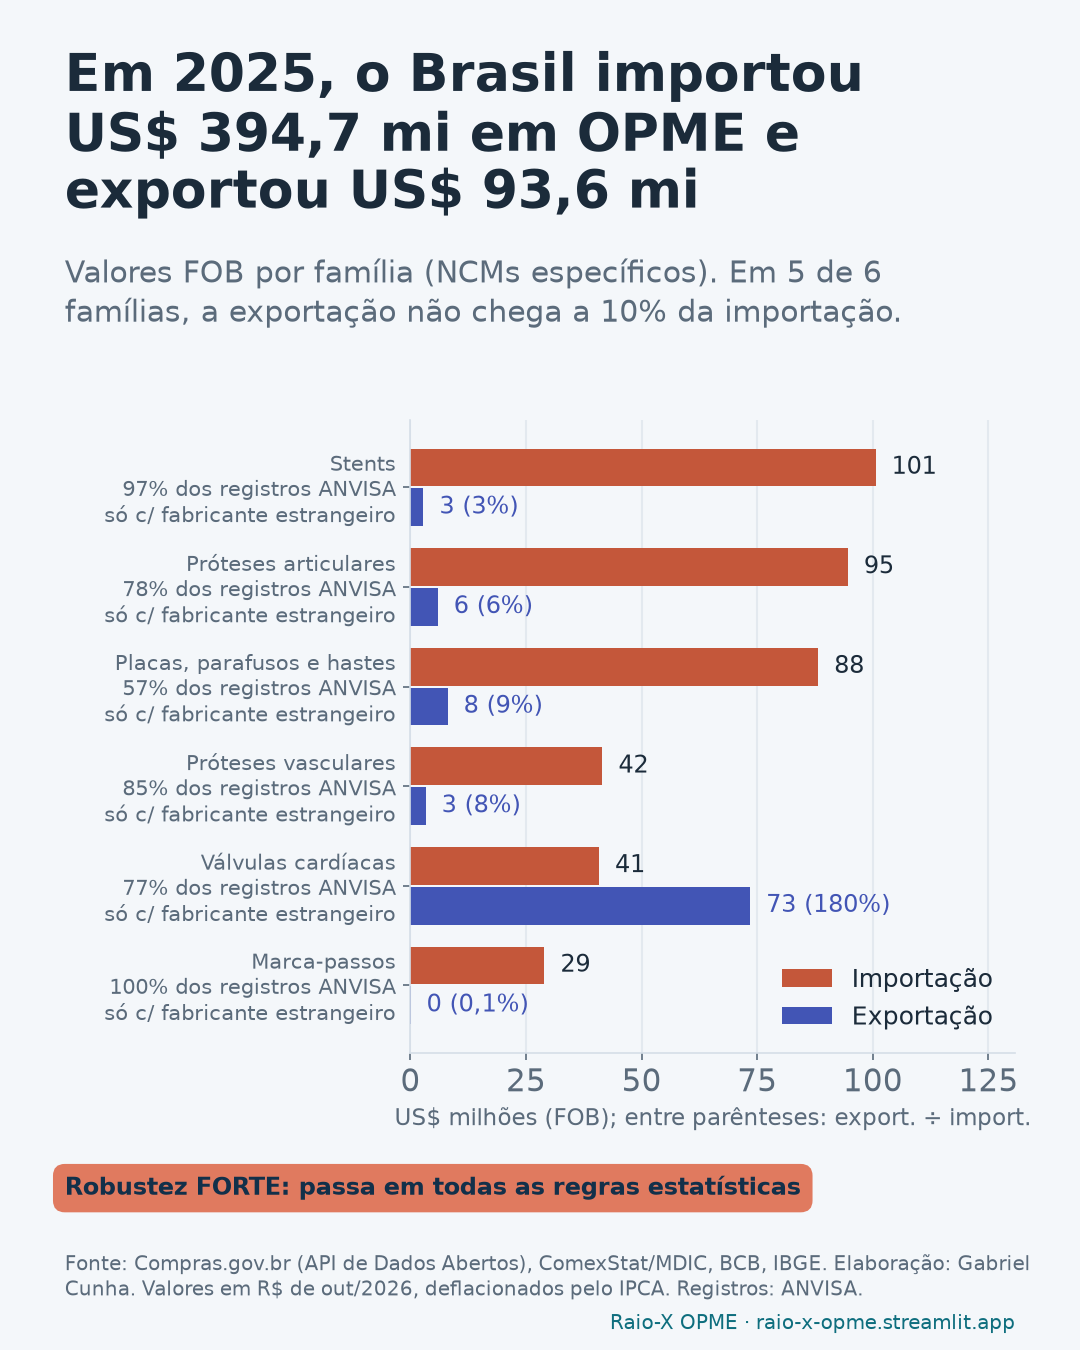 Em 2025, o Brasil importou
US$ 394,7 mi em OPME e
exportou US$ 93,6 mi
Valores FOB por família (NCMs específicos). Em 5 de 6
famílias, a exportação não chega a 10% da importação.
Stents
97% dos registros ANVISA
só c/ fabricante estrangeiro
101
3 (3%)
Próteses articulares
78% dos registros ANVISA
só c/ fabricante estrangeiro
95
6 (6%)
Placas, parafusos e hastes
57% dos registros ANVISA
só c/ fabricante estrangeiro
88
8 (9%)
Próteses vasculares
85% dos registros ANVISA
só c/ fabricante estrangeiro
42
3 (8%)
Válvulas cardíacas
77% dos registros ANVISA
só c/ fabricante estrangeiro
41
73 (180%)
Marca-passos
100% dos registros ANVISA
só c/ fabricante estrangeiro
29
0 (0,1%)
Importação
Exportação
0 25 50 75 100 125
US$ milhões (FOB); entre parênteses: export. ÷ import.
Robustez FORTE: passa em todas as regras estatísticas
Fonte: Compras.gov.br (API de Dados Abertos), ComexStat/MDIC, BCB, IBGE. Elaboração: Gabriel
Cunha. Valores em R$ de out/2026, deflacionados pelo IPCA. Registros: ANVISA.
Raio-X OPME · raio-x-opme.streamlit.app